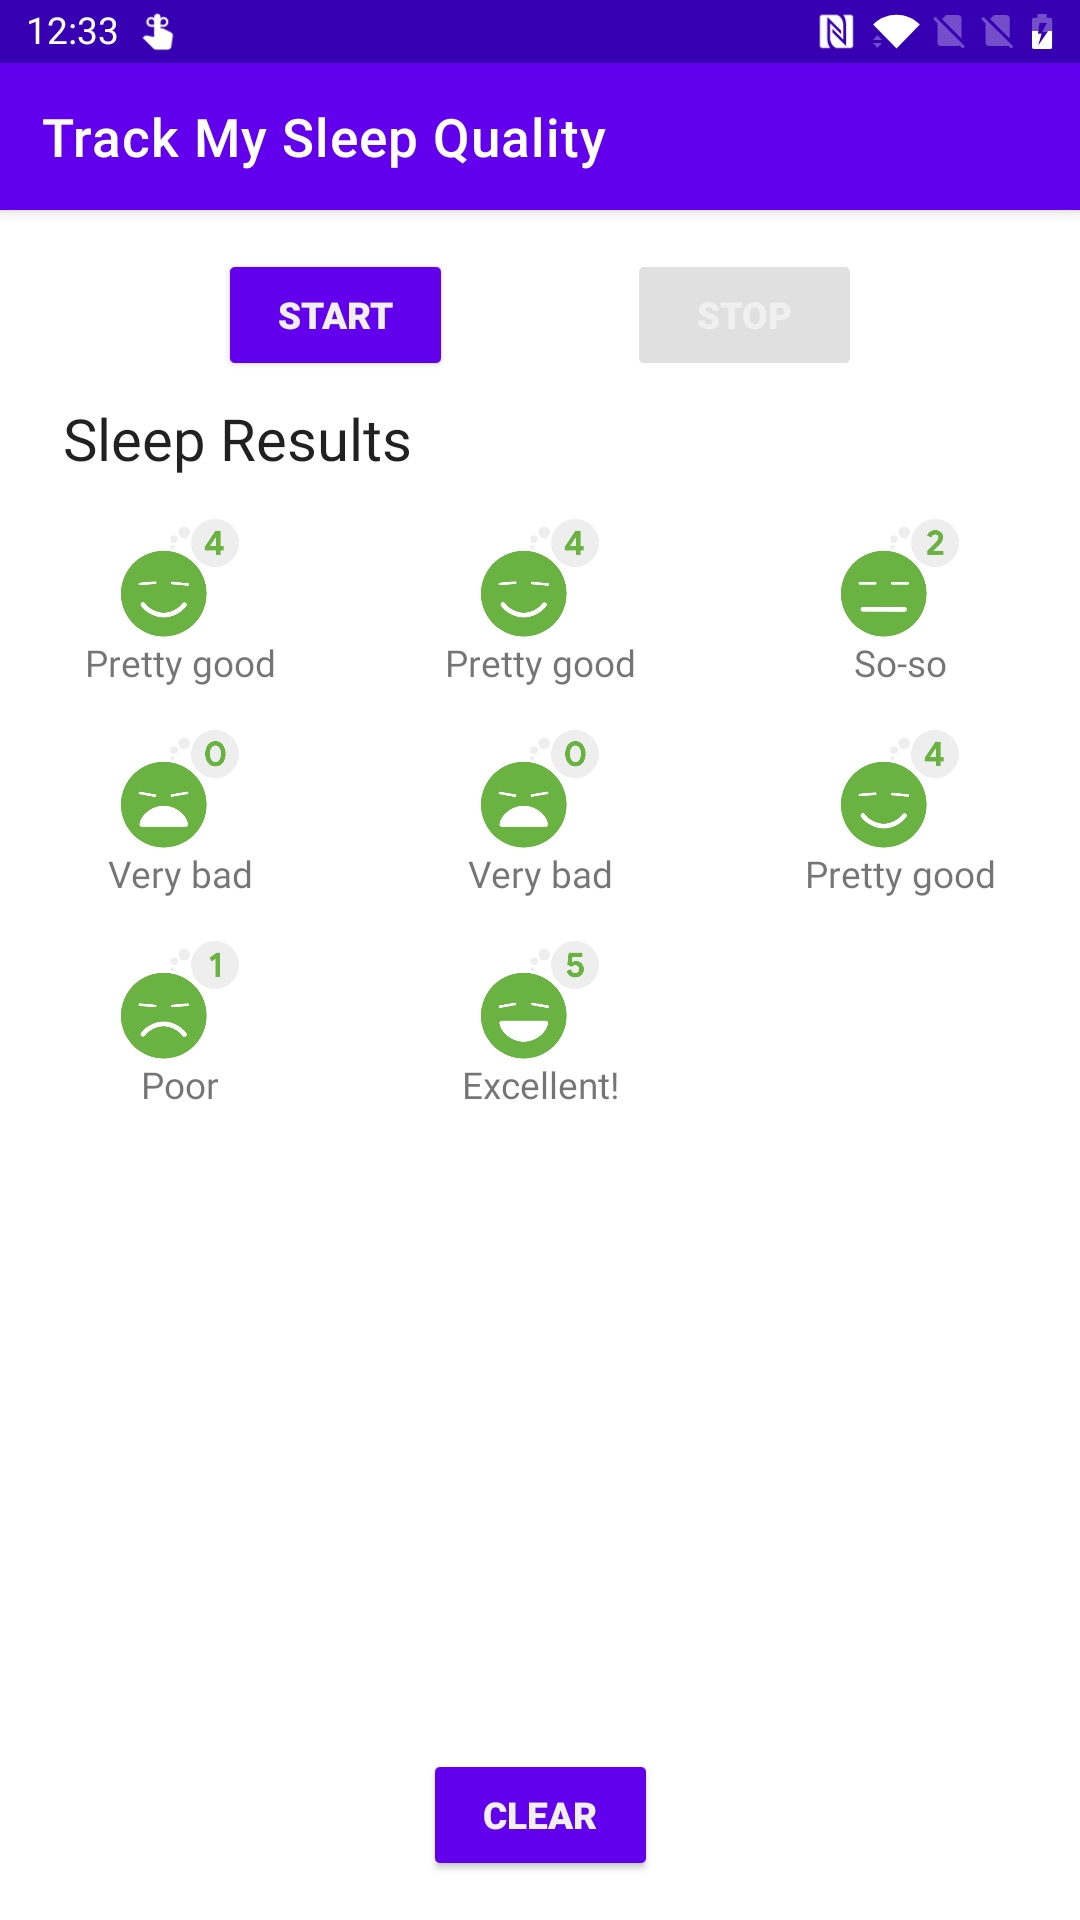 12:33
Track My Sleep Quality
START STOP
Sleep Results
4 4 2
Pretty good Pretty good So-so
0 0 4
Very bad Very bad Pretty good
1 5
Poor Excellent!
CLEAR